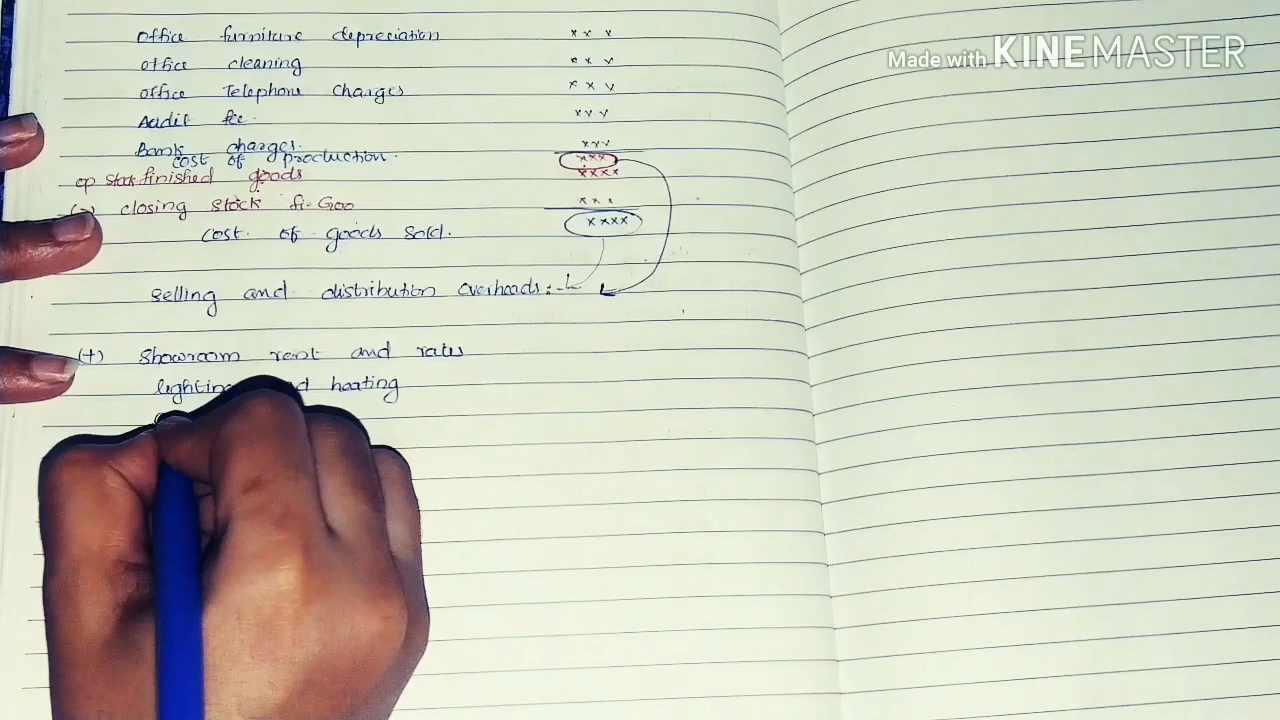 Made with KINEMASTER
office furniture depreciation xxx
office cleaning xxx
office Telephone charges xxx
Audit fee. xxx
Bank charges. xxx
cost of production. xxx
op stock finished goods xxxx
(-) closing stock fi-Goo xxx
cost of goods sold. xxxx
selling and distribution overheads:-
(+) showroom rent and rates
lighting and heating